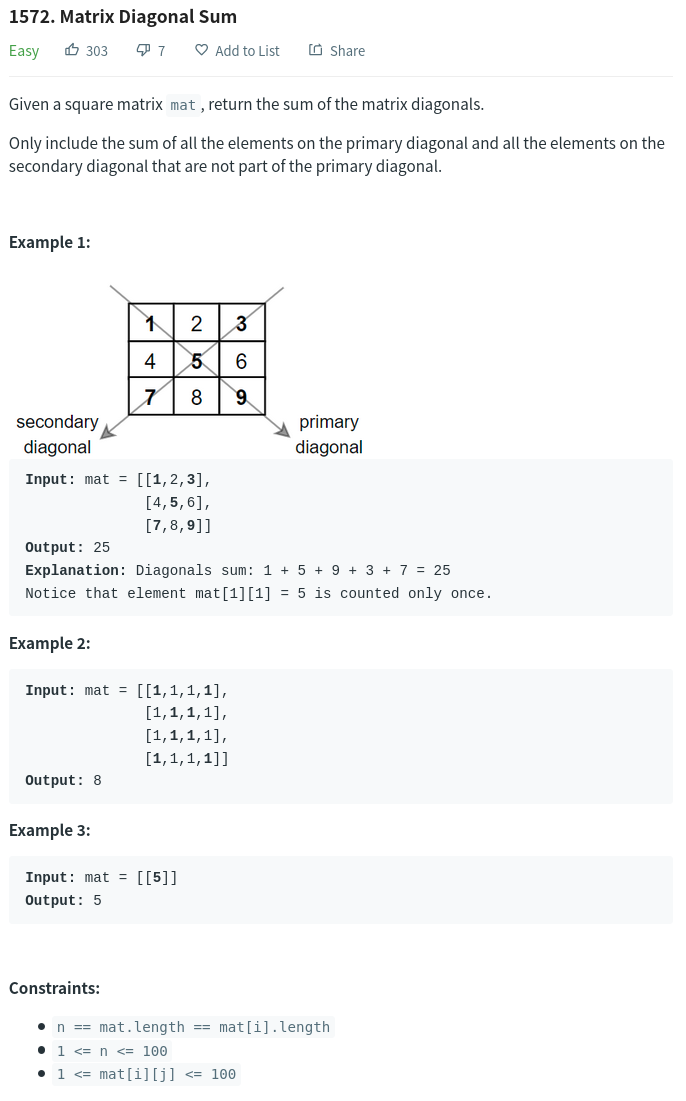 1572. Matrix Diagonal Sum
Easy 303 7 Add to List Share
Given a square matrix mat, return the sum of the matrix diagonals.
Only include the sum of all the elements on the primary diagonal and all the elements on the
secondary diagonal that are not part of the primary diagonal.
Example 1:
1 2 3
4 5 6
7 8 9
secondary diagonal
primary diagonal
Input: mat = [[1,2,3],
[4,5,6],
[7,8,9]]
Output: 25
Explanation: Diagonals sum: 1 + 5 + 9 + 3 + 7 = 25
Notice that element mat[1][1] = 5 is counted only once.
Example 2:
Input: mat = [[1,1,1,1],
[1,1,1,1],
[1,1,1,1],
[1,1,1,1]]
Output: 8
Example 3:
Input: mat = [[5]]
Output: 5
Constraints:
n == mat.length == mat[i].length
1 <= n <= 100
1 <= mat[i][j] <= 100